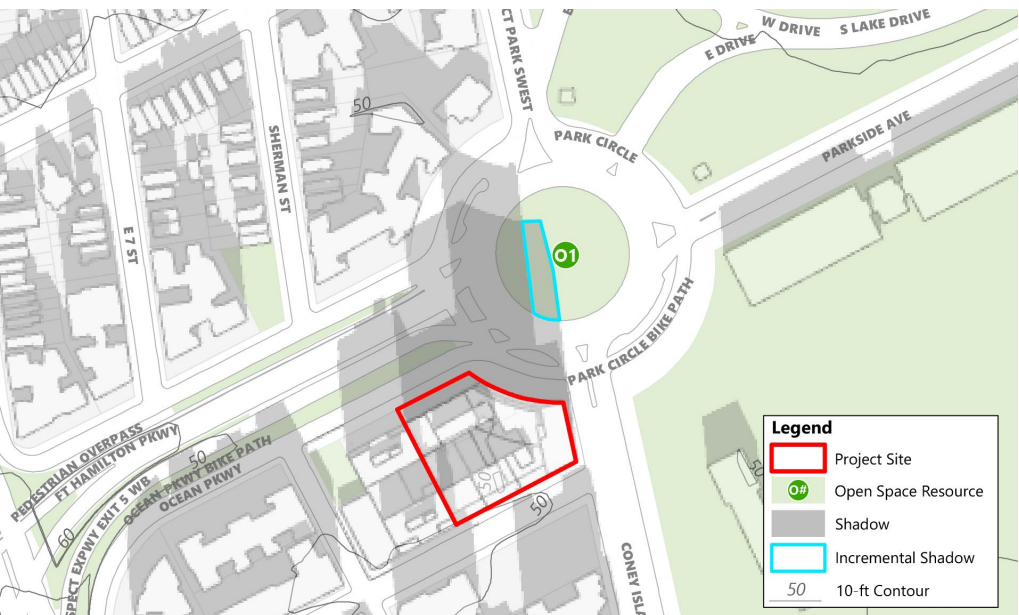 CT PARK SWEST
W DRIVE
S LAKE DRIVE
E DRIVE
50
PARK CIRCLE
PARKSIDE AVE
SHERMAN ST
E 7 ST
O1
PARK CIRCLE BIKE PATH
PEDESTRIAN OVERPASS
FT HAMILTON PKWY
50
OCEAN PKWY BIKE PATH
OCEAN PKWY
SPECT EXPWY EXIT 5 WB
60
50
CONEY ISL
50
Legend
Project Site
O# Open Space Resource
Shadow
Incremental Shadow
50 10-ft Contour